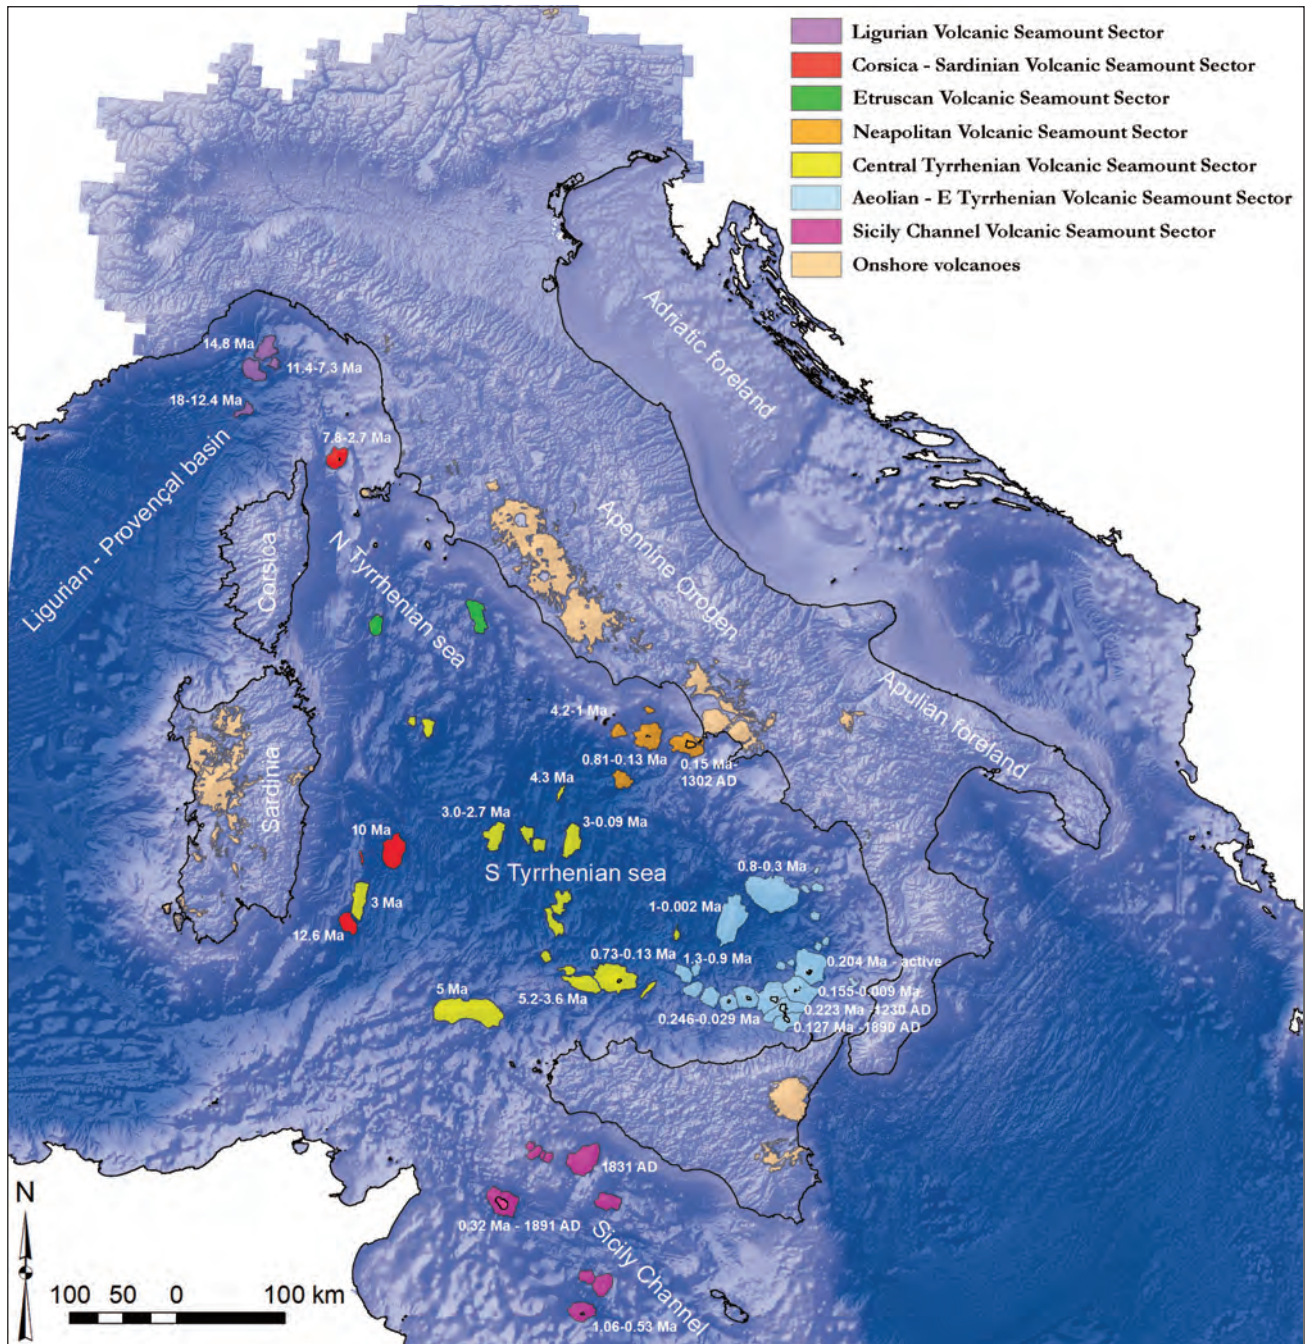 Ligurian Volcanic Seamount Sector
Corsica - Sardinian Volcanic Seamount Sector
Etruscan Volcanic Seamount Sector
Neapolitan Volcanic Seamount Sector
Central Tyrrhenian Volcanic Seamount Sector
Aeolian - E Tyrrhenian Volcanic Seamount Sector
Sicily Channel Volcanic Seamount Sector
Onshore volcanoes
Adriatic foreland
14.8 Ma
11.4-7.3 Ma
18-12.4 Ma
7.8-2.7 Ma
Ligurian - Provençal basin
Corsica
N Tyrrhenian sea
Apennine Orogen
Apulian foreland
Sardinia
4.2-1 Ma
0.81-0.13 Ma
0.15 Ma-
1302 AD
4.3 Ma
3.0-2.7 Ma
3-0.09 Ma
10 Ma
S Tyrrhenian sea
0.8-0.3 Ma
3 Ma
1-0.002 Ma
12.6 Ma
0.73-0.13 Ma
1.3-0.9 Ma
0.204 Ma - active
5 Ma
5.2-3.6 Ma
0.155-0.009 Ma
0.246-0.029 Ma
0.223 Ma -1230 AD
0.127 Ma -1890 AD
1831 AD
0.32 Ma - 1891 AD
Sicily Channel
1.06-0.53 Ma
N
100 50 0 100 km